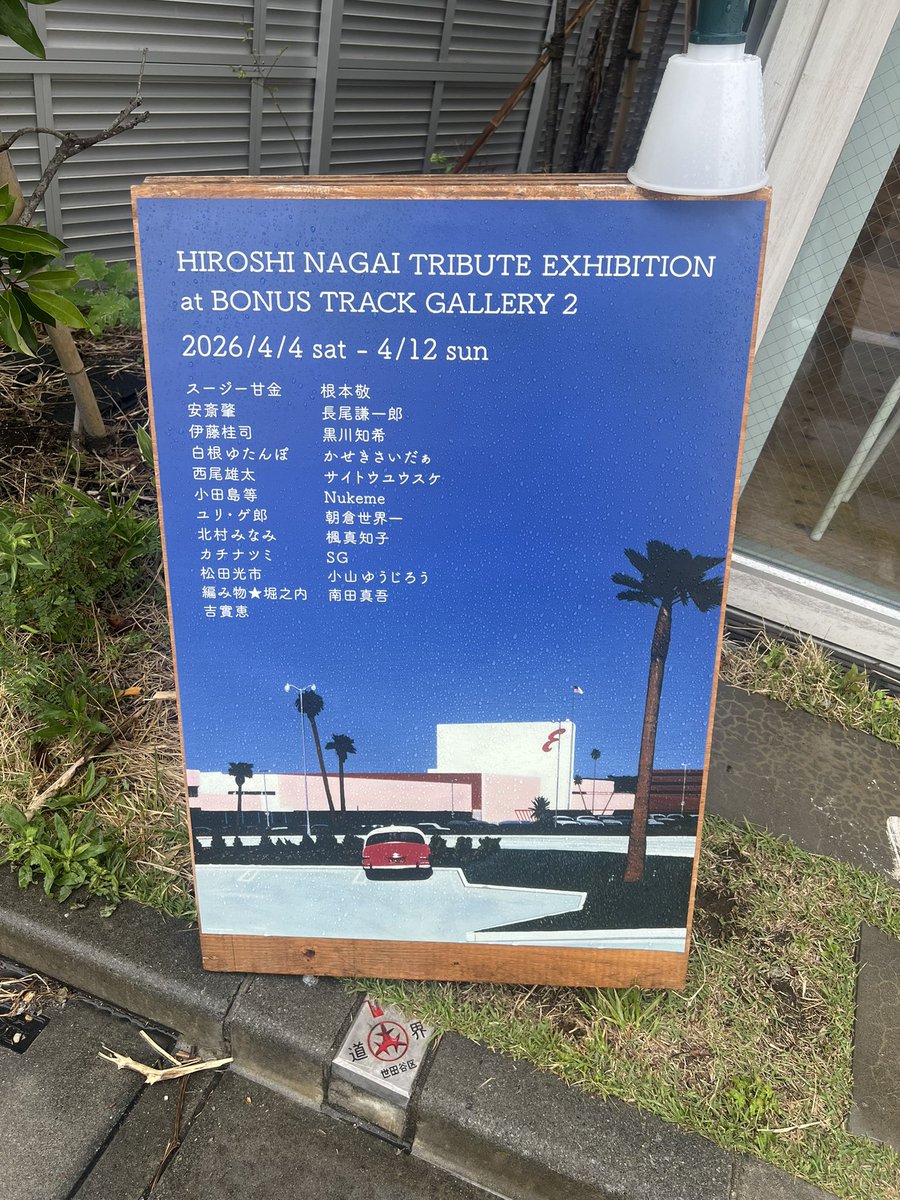 HIROSHI NAGAI TRIBUTE EXHIBITION
at BONUS TRACK GALLERY 2
2026/4/4 sat - 4/12 sun
スージー甘金
安斎肇
伊藤桂司
白根ゆたんぽ
西尾雄太
小田島等
ユリ・ゲ郎
北村みなみ
カチナツミ
松田光市
編み物★堀之内
吉實恵
根本敬
長尾謙一郎
黒川知希
かせきさいだぁ
サイトウユウスケ
Nukeme
朝倉世界一
楓真知子
SG
小山ゆうじろう
南田真吾
E
道界
世田谷区